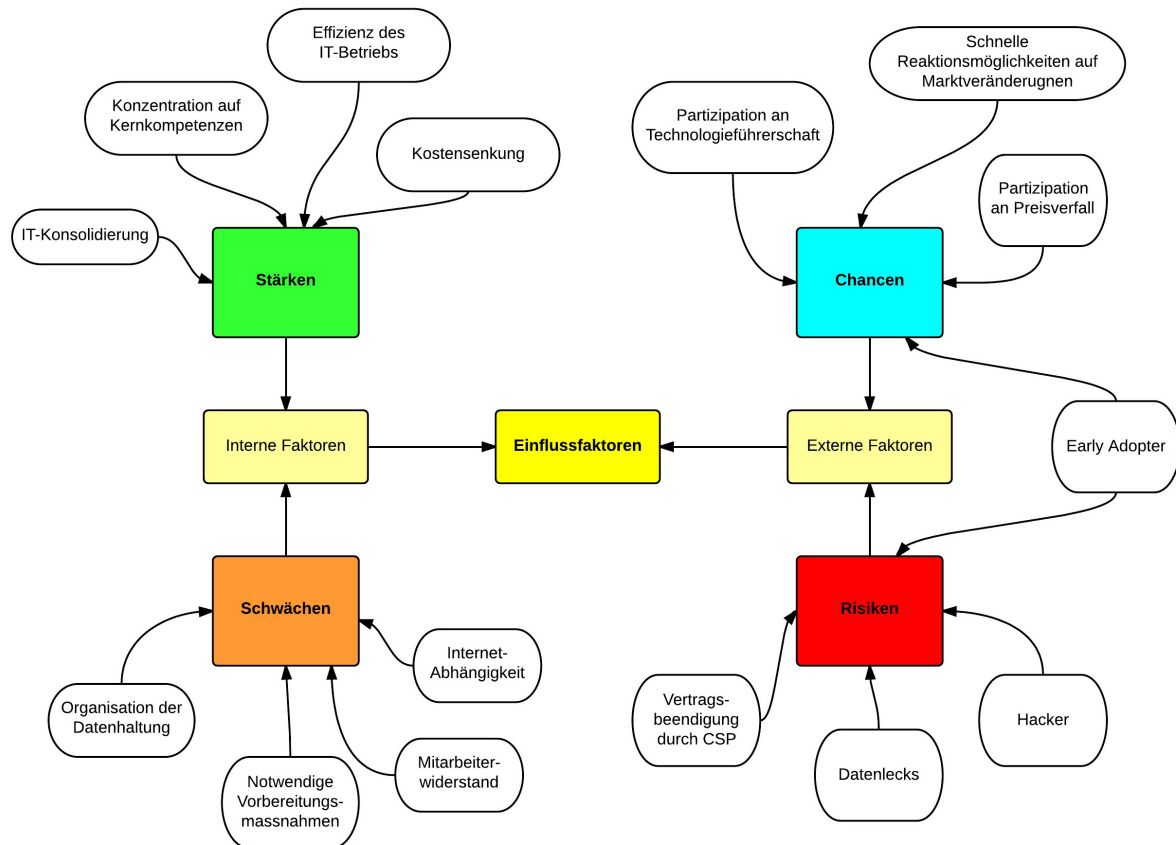 Effizienz des
IT-Betriebs
Schnelle
Reaktionsmöglichkeiten auf
Marktveränderugnen
Konzentration auf
Kernkompetenzen
Partizipation an
Technologieführerschaft
Kostensenkung
Partizipation
an Preisverfall
IT-Konsolidierung
Stärken
Chancen
Interne Faktoren
Einflussfaktoren
Externe Faktoren
Early Adopter
Schwächen
Risiken
Internet-
Abhängigkeit
Organisation der
Datenhaltung
Vertrags-
beendigung
durch CSP
Hacker
Mitarbeiter-
widerstand
Datenlecks
Notwendige
Vorbereitungs-
massnahmen